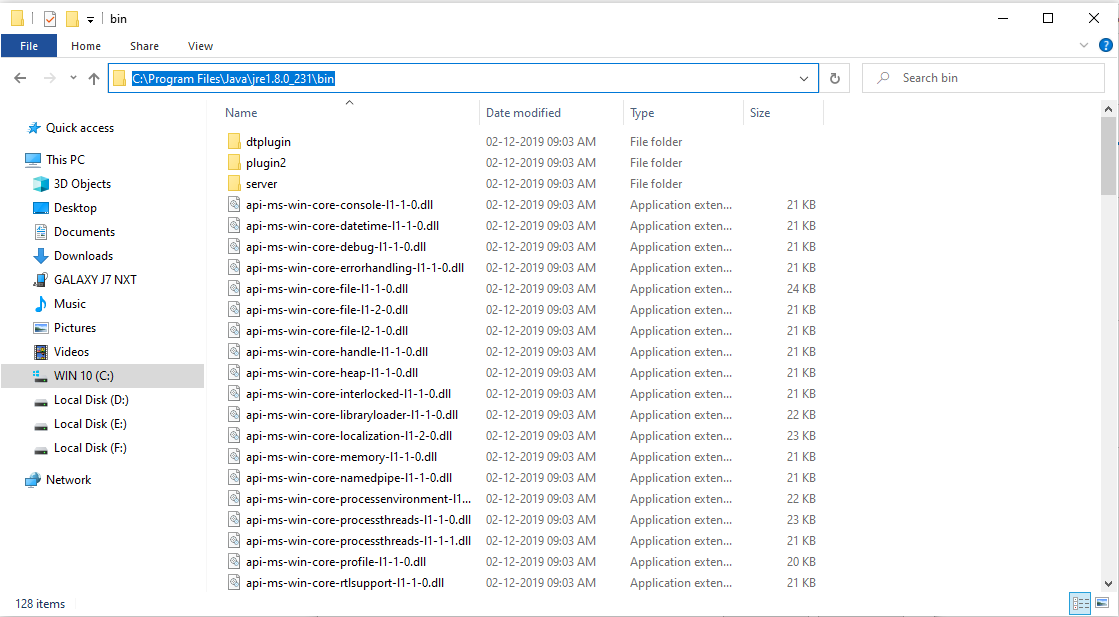 bin
File Home Share View
C:\Program Files\Java\jre1.8.0_231\bin
Search bin
Name Date modified Type Size
Quick access
This PC
3D Objects
Desktop
Documents
Downloads
GALAXY J7 NXT
Music
Pictures
Videos
WIN 10 (C:)
Local Disk (D:)
Local Disk (E:)
Local Disk (F:)
Network
dtplugin 02-12-2019 09:03 AM File folder
plugin2 02-12-2019 09:03 AM File folder
server 02-12-2019 09:03 AM File folder
api-ms-win-core-console-l1-1-0.dll 02-12-2019 09:03 AM Application exten... 21 KB
api-ms-win-core-datetime-l1-1-0.dll 02-12-2019 09:03 AM Application exten... 21 KB
api-ms-win-core-debug-l1-1-0.dll 02-12-2019 09:03 AM Application exten... 21 KB
api-ms-win-core-errorhandling-l1-1-0.dll 02-12-2019 09:03 AM Application exten... 21 KB
api-ms-win-core-file-l1-1-0.dll 02-12-2019 09:03 AM Application exten... 24 KB
api-ms-win-core-file-l1-2-0.dll 02-12-2019 09:03 AM Application exten... 21 KB
api-ms-win-core-file-l2-1-0.dll 02-12-2019 09:03 AM Application exten... 21 KB
api-ms-win-core-handle-l1-1-0.dll 02-12-2019 09:03 AM Application exten... 21 KB
api-ms-win-core-heap-l1-1-0.dll 02-12-2019 09:03 AM Application exten... 21 KB
api-ms-win-core-interlocked-l1-1-0.dll 02-12-2019 09:03 AM Application exten... 21 KB
api-ms-win-core-libraryloader-l1-1-0.dll 02-12-2019 09:03 AM Application exten... 22 KB
api-ms-win-core-localization-l1-2-0.dll 02-12-2019 09:03 AM Application exten... 23 KB
api-ms-win-core-memory-l1-1-0.dll 02-12-2019 09:03 AM Application exten... 21 KB
api-ms-win-core-namedpipe-l1-1-0.dll 02-12-2019 09:03 AM Application exten... 21 KB
api-ms-win-core-processenvironment-l1... 02-12-2019 09:03 AM Application exten... 22 KB
api-ms-win-core-processthreads-l1-1-0.dll 02-12-2019 09:03 AM Application exten... 23 KB
api-ms-win-core-processthreads-l1-1-1.dll 02-12-2019 09:03 AM Application exten... 21 KB
api-ms-win-core-profile-l1-1-0.dll 02-12-2019 09:03 AM Application exten... 20 KB
api-ms-win-core-rtlsupport-l1-1-0.dll 02-12-2019 09:03 AM Application exten... 21 KB
128 items